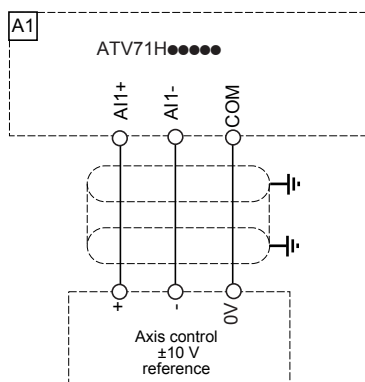 A1
ATV71H●●●●●
AI1+
AI1-
COM
+
-
0V
Axis control
±10 V
reference